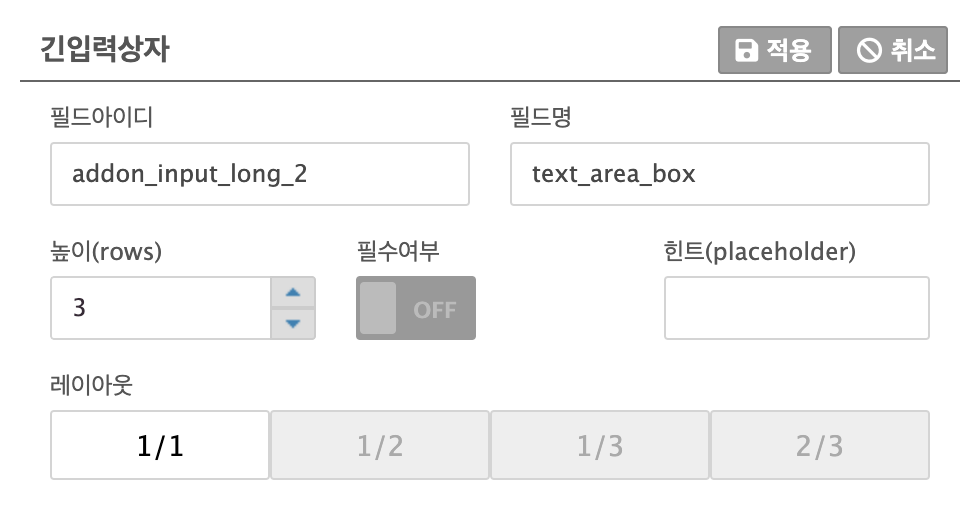 긴입력상자 적용 취소
필드아이디 필드명
addon_input_long_2 text_area_box
높이(rows) 필수여부 힌트(placeholder)
3 OFF
레이아웃
1/1 1/2 1/3 2/3